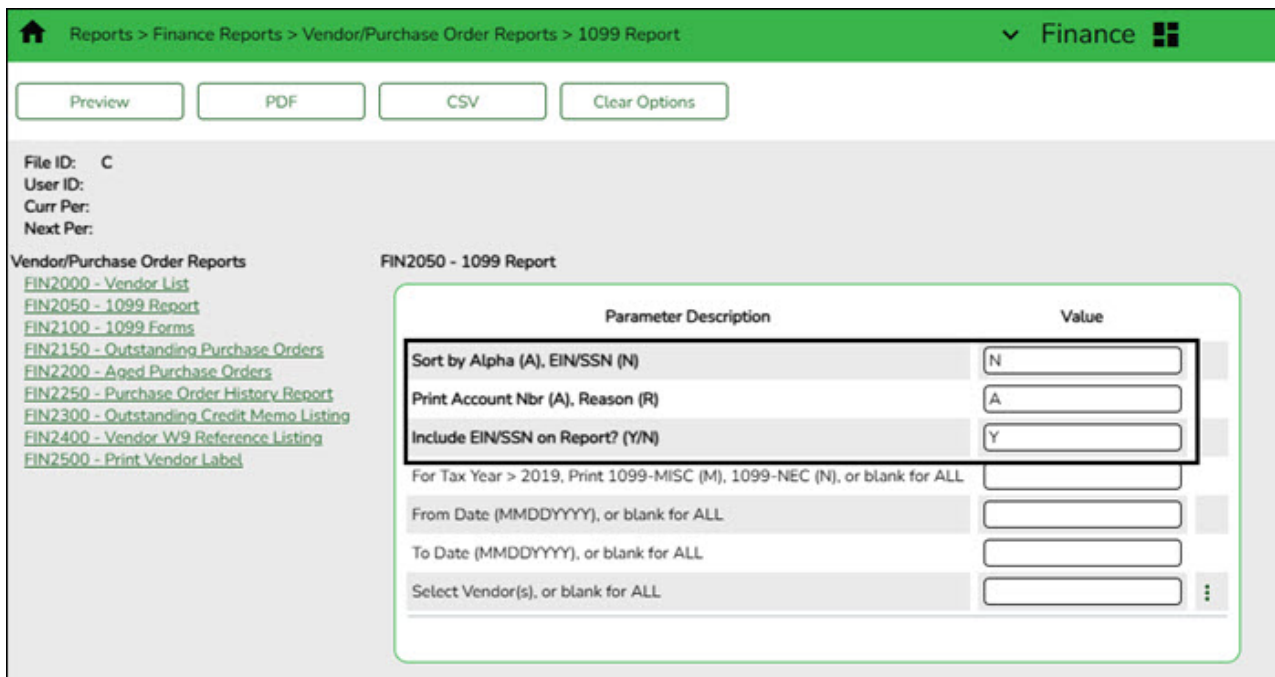 Reports > Finance Reports > Vendor/Purchase Order Reports > 1099 Report
Finance
Preview PDF CSV Clear Options
File ID: C
User ID:
Curr Per:
Next Per:
Vendor/Purchase Order Reports
FIN2000 - Vendor List
FIN2050 - 1099 Report
FIN2100 - 1099 Forms
FIN2150 - Outstanding Purchase Orders
FIN2200 - Aged Purchase Orders
FIN2250 - Purchase Order History Report
FIN2300 - Outstanding Credit Memo Listing
FIN2400 - Vendor W9 Reference Listing
FIN2500 - Print Vendor Label
FIN2050 - 1099 Report
Parameter Description Value
Sort by Alpha (A), EIN/SSN (N) N
Print Account Nbr (A), Reason (R) A
Include EIN/SSN on Report? (Y/N) Y
For Tax Year > 2019, Print 1099-MISC (M), 1099-NEC (N), or blank for ALL
From Date (MMDDYYYY), or blank for ALL
To Date (MMDDYYYY), or blank for ALL
Select Vendor(s), or blank for ALL